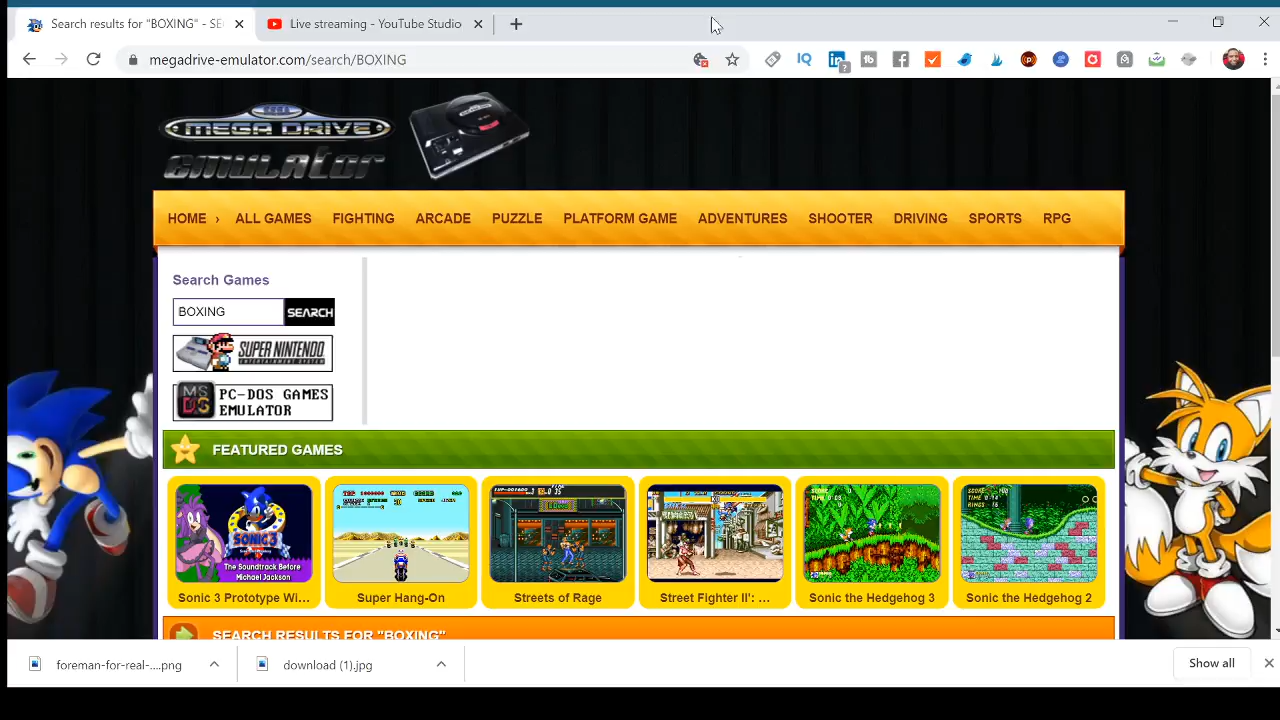 Search results for "BOXING" - SE
Live streaming - YouTube Studio
megadrive-emulator.com/search/BOXING
SEGA
MEGA DRIVE
emulator
HOME › ALL GAMES FIGHTING ARCADE PUZZLE PLATFORM GAME ADVENTURES SHOOTER DRIVING SPORTS RPG
Search Games
BOXING SEARCH
SUPER NINTENDO
ENTERTAINMENT SYSTEM
MS DOS
PC-DOS GAMES
EMULATOR
FEATURED GAMES
SONIC 3
The Soundtrack Before
Michael Jackson
Sonic 3 Prototype Wi...
Super Hang-On
Streets of Rage
Street Fighter II': ...
Sonic the Hedgehog 3
Sonic the Hedgehog 2
SEARCH RESULTS FOR "BOXING"
foreman-for-real-....png
download (1).jpg
Show all